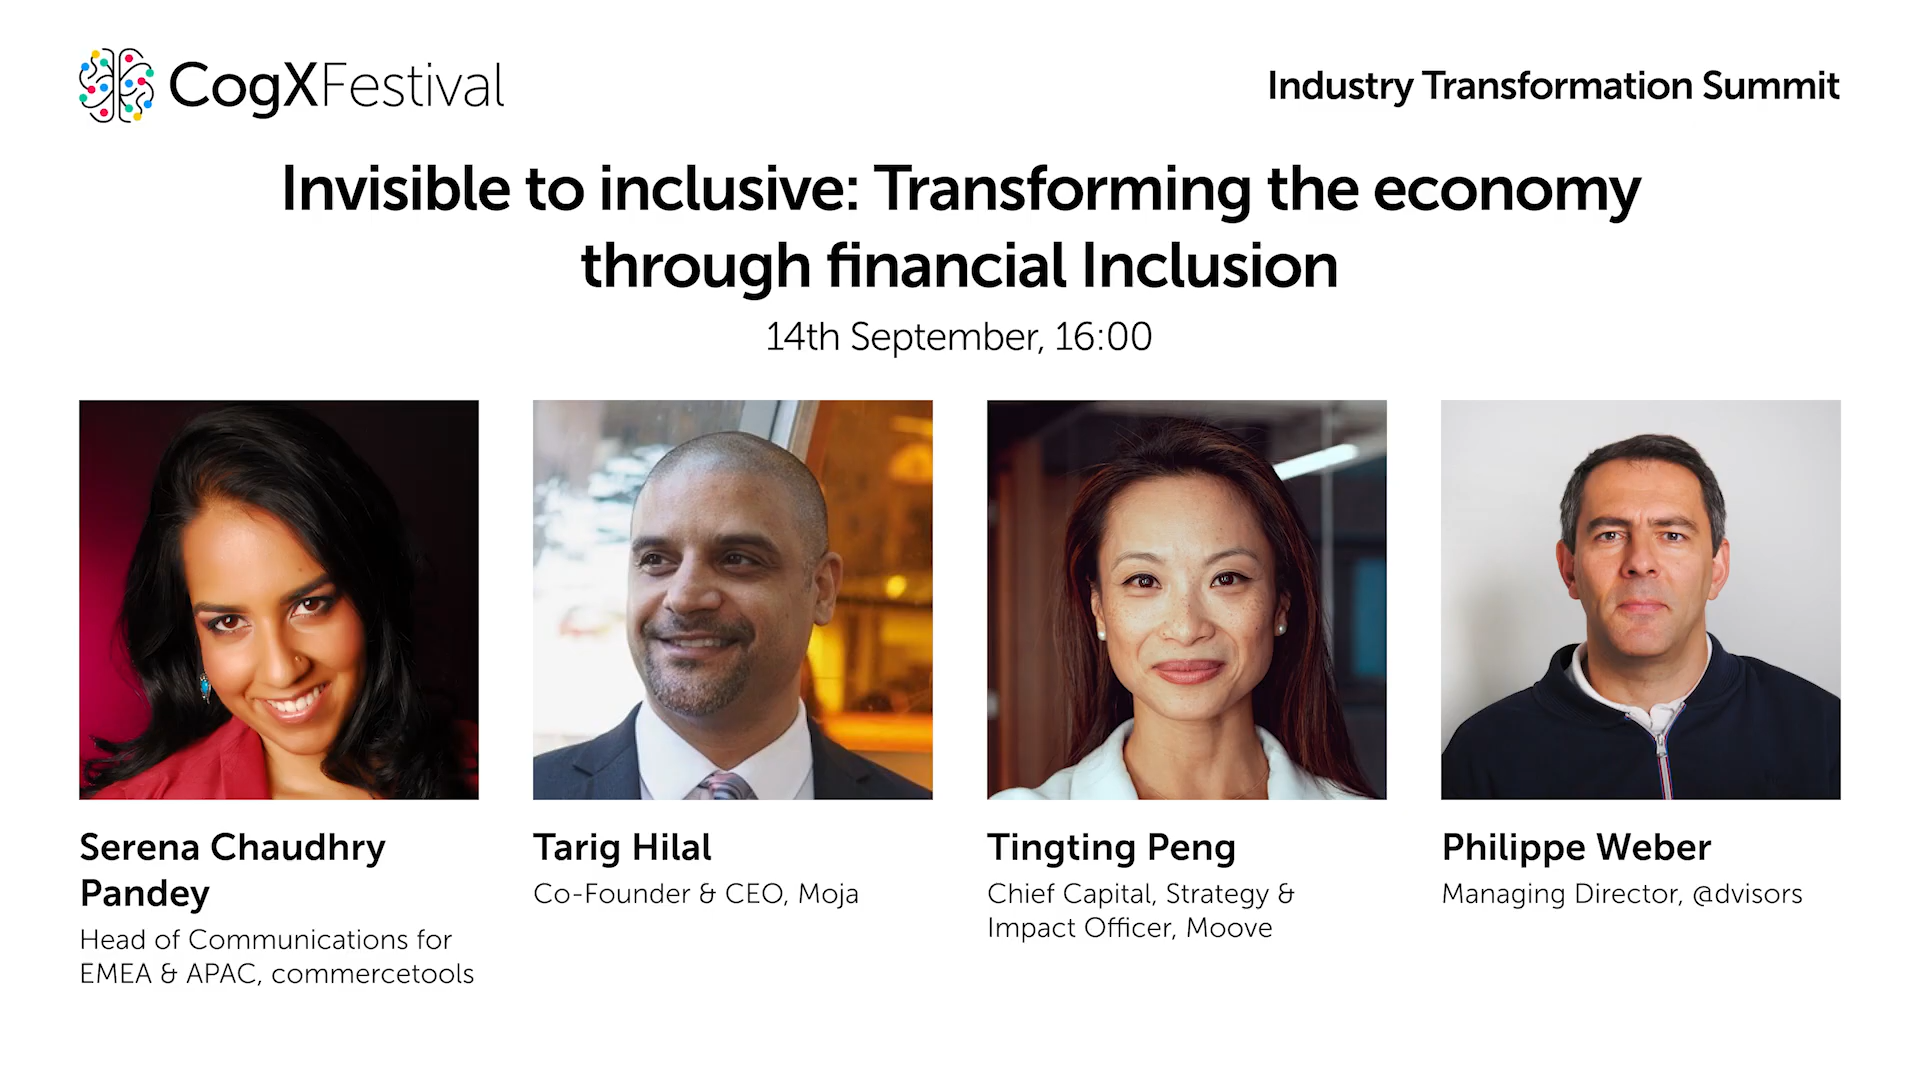 CogXFestival
Industry Transformation Summit
Invisible to inclusive: Transforming the economy
through financial Inclusion
14th September, 16:00
Serena Chaudhry
Pandey
Head of Communications for
EMEA & APAC, commercetools
Tarig Hilal
Co-Founder & CEO, Moja
Tingting Peng
Chief Capital, Strategy &
Impact Officer, Moove
Philippe Weber
Managing Director, @dvisors